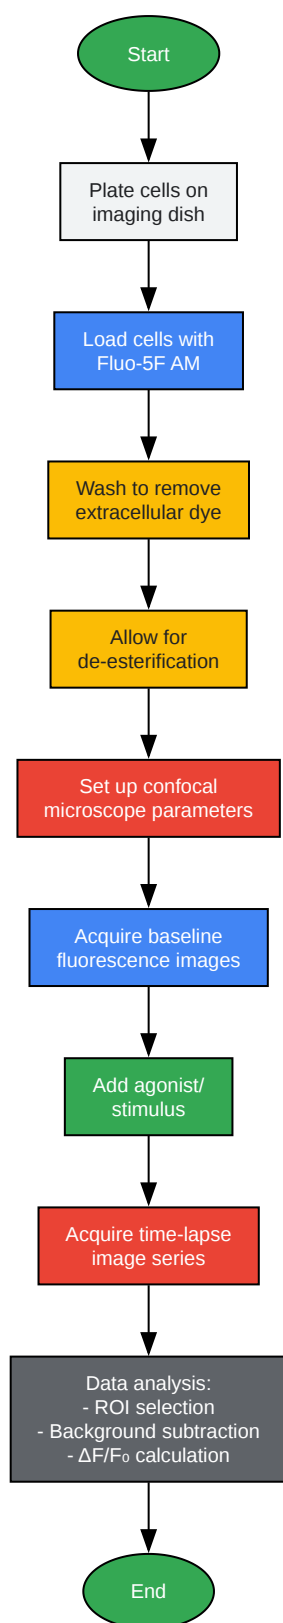 Start
Plate cells on
imaging dish
Load cells with
Fluo-5F AM
Wash to remove
extracellular dye
Allow for
de-esterification
Set up confocal
microscope parameters
Acquire baseline
fluorescence images
Add agonist/
stimulus
Acquire time-lapse
image series
Data analysis:
- ROI selection
- Background subtraction
- ΔF/F₀ calculation
End